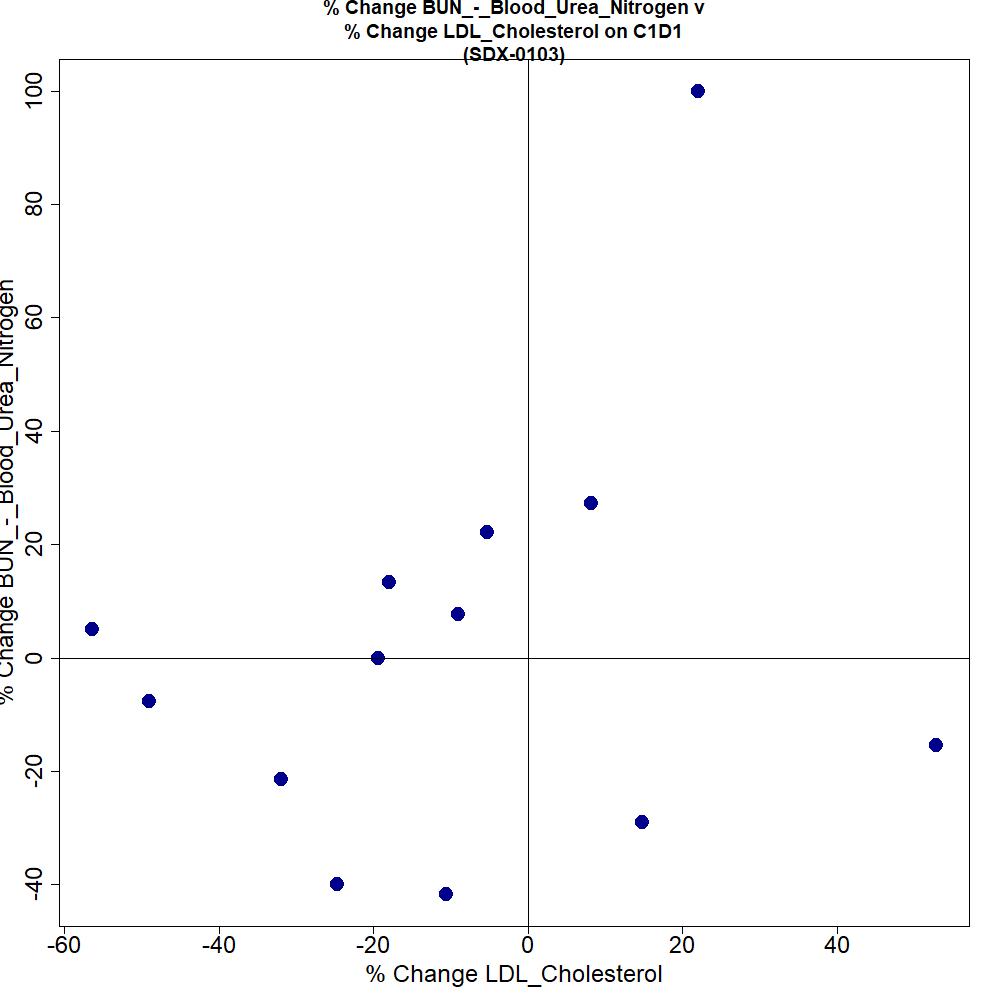 % Change BUN_-_Blood_Urea_Nitrogen v
% Change LDL_Cholesterol on C1D1
(SDX-0103)
% Change BUN_-_Blood_Urea_Nitrogen
100
80
60
40
20
0
-20
-40
-60
-40
-20
0
20
40
% Change LDL_Cholesterol